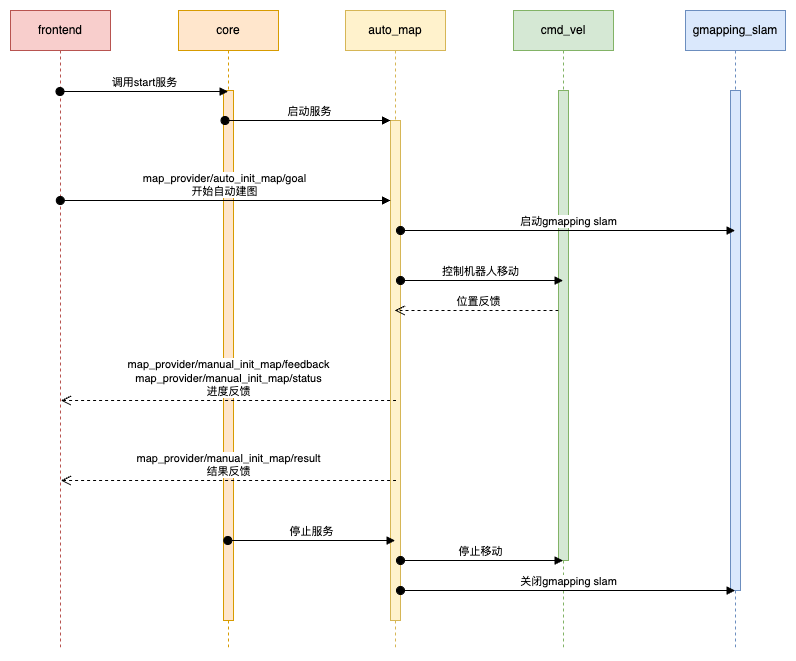 frontend
core
auto_map
cmd_vel
gmapping_slam
调用start服务
启动服务
map_provider/auto_init_map/goal
开始自动建图
启动gmapping slam
控制机器人移动
位置反馈
map_provider/manual_init_map/feedback
map_provider/manual_init_map/status
进度反馈
map_provider/manual_init_map/result
结果反馈
停止服务
停止移动
关闭gmapping slam